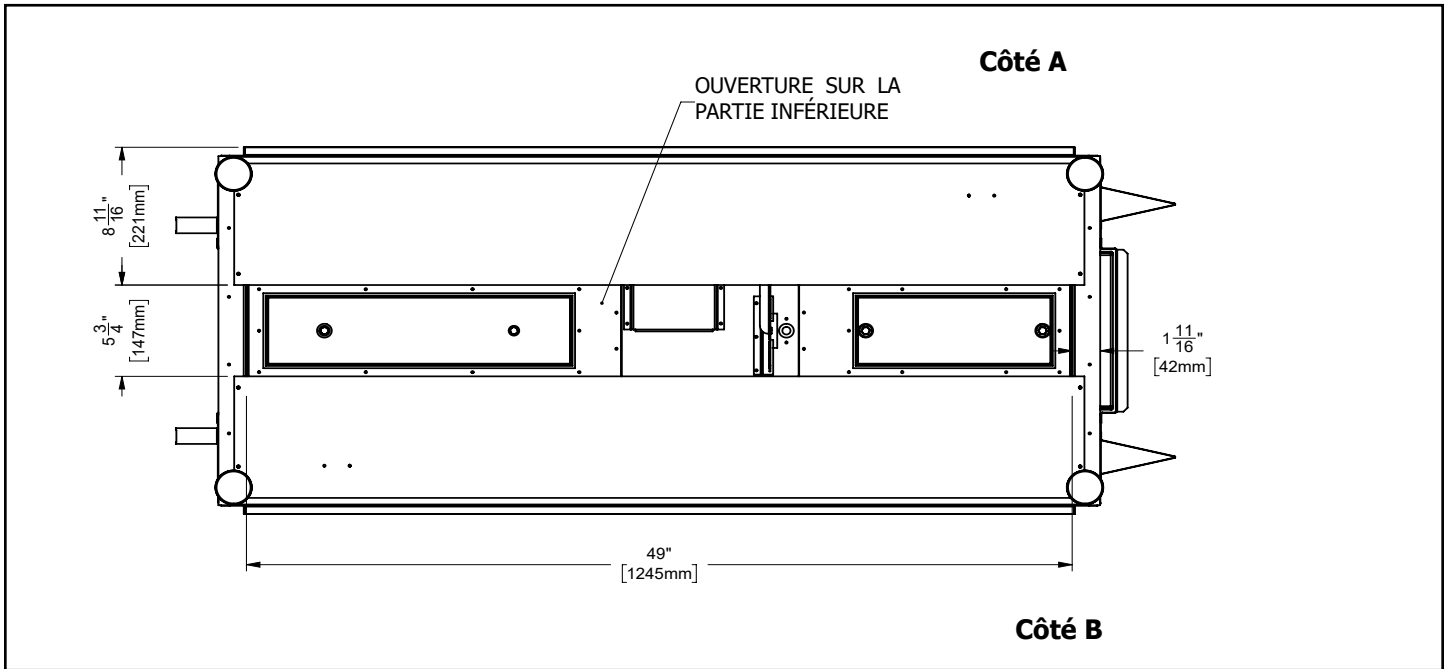 Côté A
OUVERTURE SUR LA
PARTIE INFÉRIEURE
8 11/16"
[221mm]
5 3/4"
[147mm]
1 11/16"
[42mm]
49"
[1245mm]
Côté B